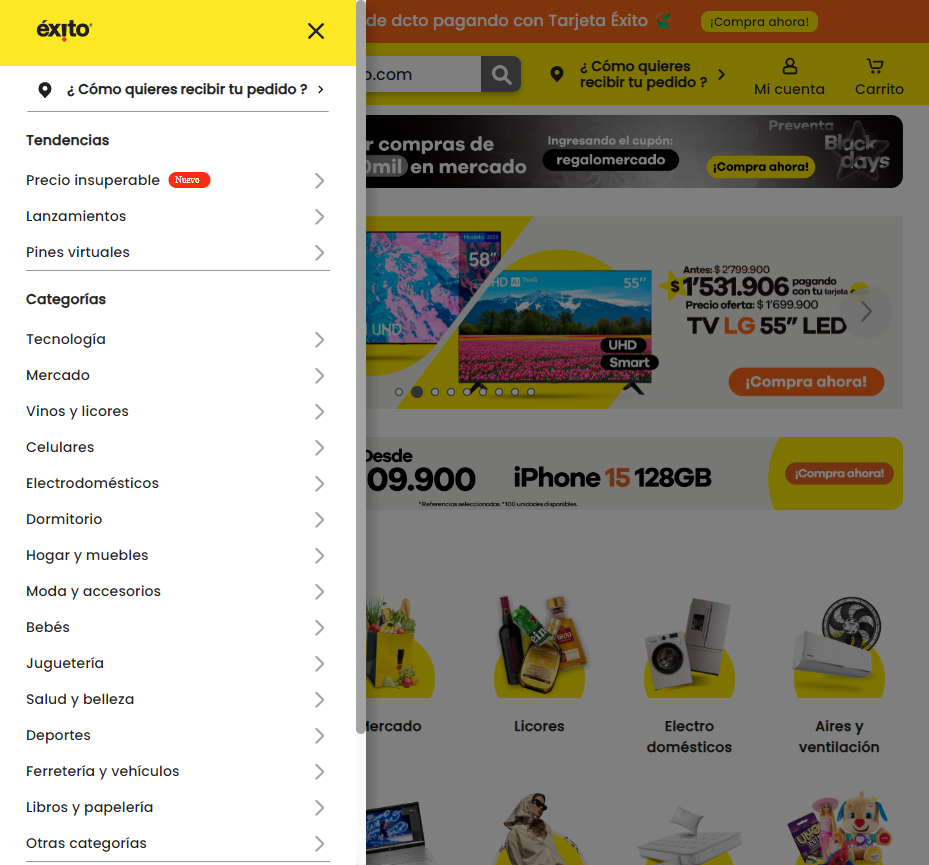 éxito
¿ Cómo quieres recibir tu pedido ?
Tendencias
Precio insuperable Nuevo
Lanzamientos
Pines virtuales
Categorías
Tecnología
Mercado
Vinos y licores
Celulares
Electrodomésticos
Dormitorio
Hogar y muebles
Moda y accesorios
Bebés
Juguetería
Salud y belleza
Deportes
Ferretería y vehículos
Libros y papelería
Otras categorías
de dcto pagando con Tarjeta Éxito
¡Compra ahora!
o.com
¿ Cómo quieres
recibir tu pedido ?
Mi cuenta
Carrito
r compras de
0mil en mercado
Ingresando el cupón:
regalomercado
¡Compra ahora!
Preventa
Black
days
58”
UHD
HD AI ThinQ
55”
UHD
Smart
Antes: $ 2'799.900
$ 1'531.906 pagando
con tu tarjeta
Precio oferta: $ 1'699.900
TV LG 55” LED
¡Compra ahora!
Desde
09.900
iPhone 15 128GB
*Referencias seleccionadas. *100 unidades disponibles.
¡Compra ahora!
Mercado
Licores
Electro
domésticos
Aires y
ventilación
UNO